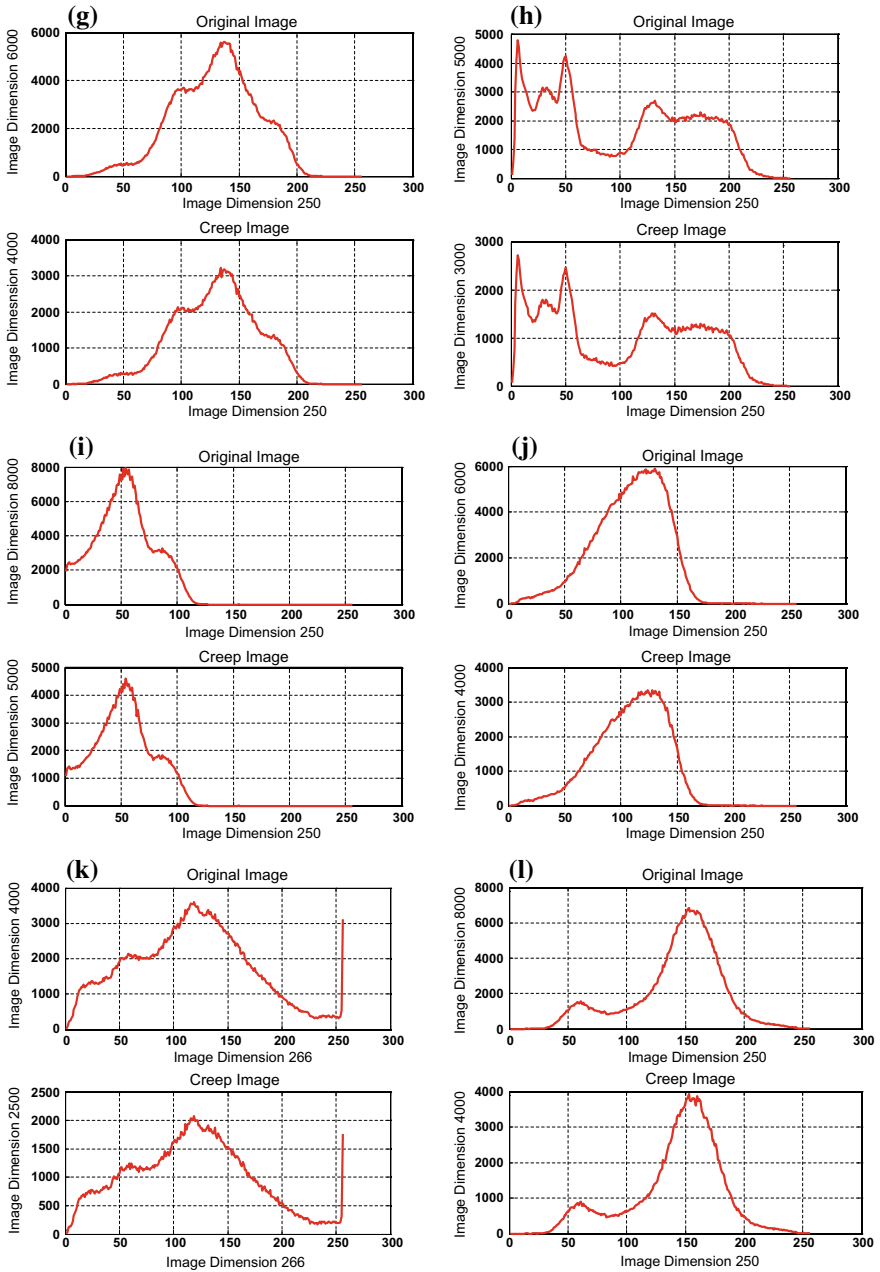 (g)
Original Image
6000
4000
2000
0
0 50 100 150 200 250 300
Image Dimension 6000
Image Dimension 250
Creep Image
4000
3000
2000
1000
0
0 50 100 150 200 250 300
Image Dimesnsion 4000
Image Dimension 250
(h)
Original Image
5000
4000
3000
2000
1000
0
0 50 100 150 200 250 300
Image Dimension 5000
Image Dimension 250
Creep Image
3000
2000
1000
0
0 50 100 150 200 250 300
Image Dimension 3000
Image Dimension 250
(i)
Original Image
8000
6000
4000
2000
0
0 50 100 150 200 250 300
Image Dimension 8000
Image Dimension 250
Creep Image
5000
4000
3000
2000
1000
0
0 50 100 150 200 250 300
Image Dimension 5000
Image Dimension 250
(j)
Original Image
6000
4000
2000
0
0 50 100 150 200 250 300
Image Dimension 6000
Image Dimension 250
Creep Image
4000
3000
2000
1000
0
0 50 100 150 200 250 300
Image Dimension 4000
Image Dimension 250
(k)
Original Image
4000
3000
2000
1000
0
0 50 100 150 200 250 300
Image Dimension 4000
Image Dimension 266
Creep Image
2500
2000
1500
1000
500
0
0 50 100 150 200 250 300
Image Dimension 2500
Image Dimension 266
(l)
Original Image
8000
6000
4000
2000
0
0 50 100 150 200 250 300
Image Dimension 8000
Image Dimension 250
Creep Image
4000
3000
2000
1000
0
0 50 100 150 200 250 300
Image Dimension 4000
Image Dimension 250